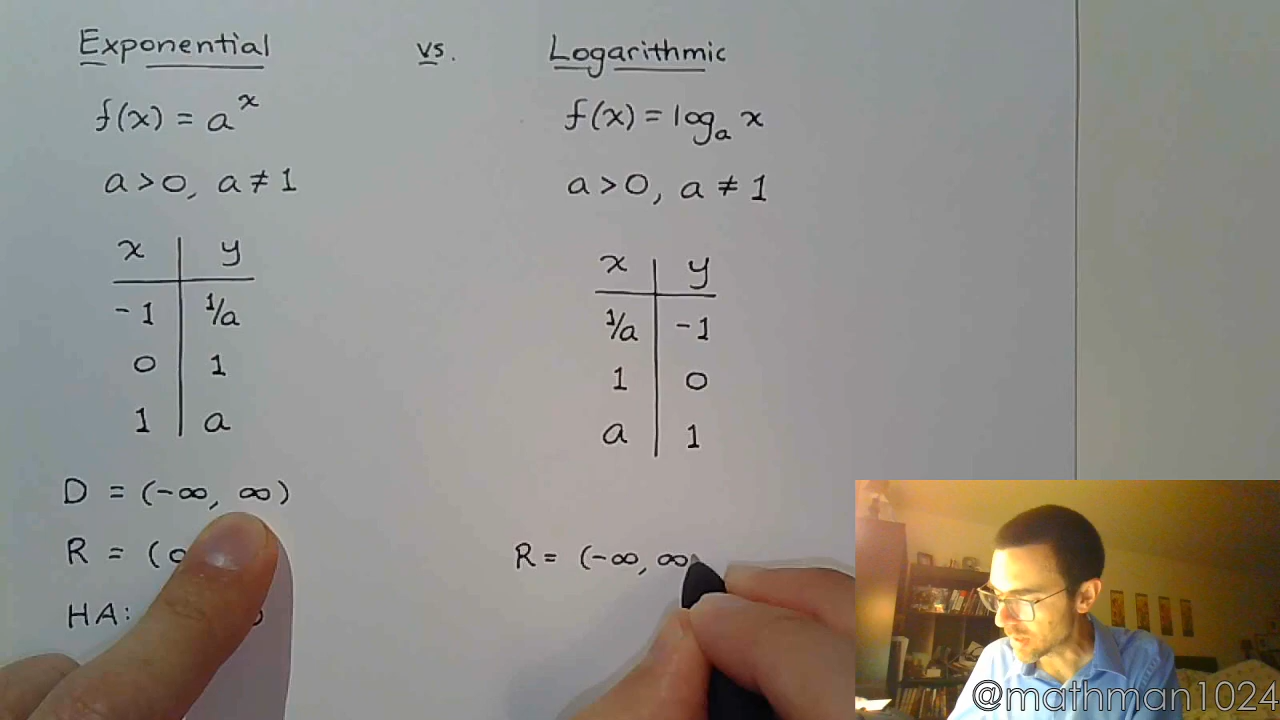 Exponential vs. Logarithmic
f(x) = a^x
f(x) = log_a x
a > 0, a ≠ 1
a > 0, a ≠ 1
x | y
-1 | 1/a
0 | 1
1 | a
x | y
1/a | -1
1 | 0
a | 1
D = (-∞, ∞)
R = (
R = (-∞, ∞
HA:
@mathman1024